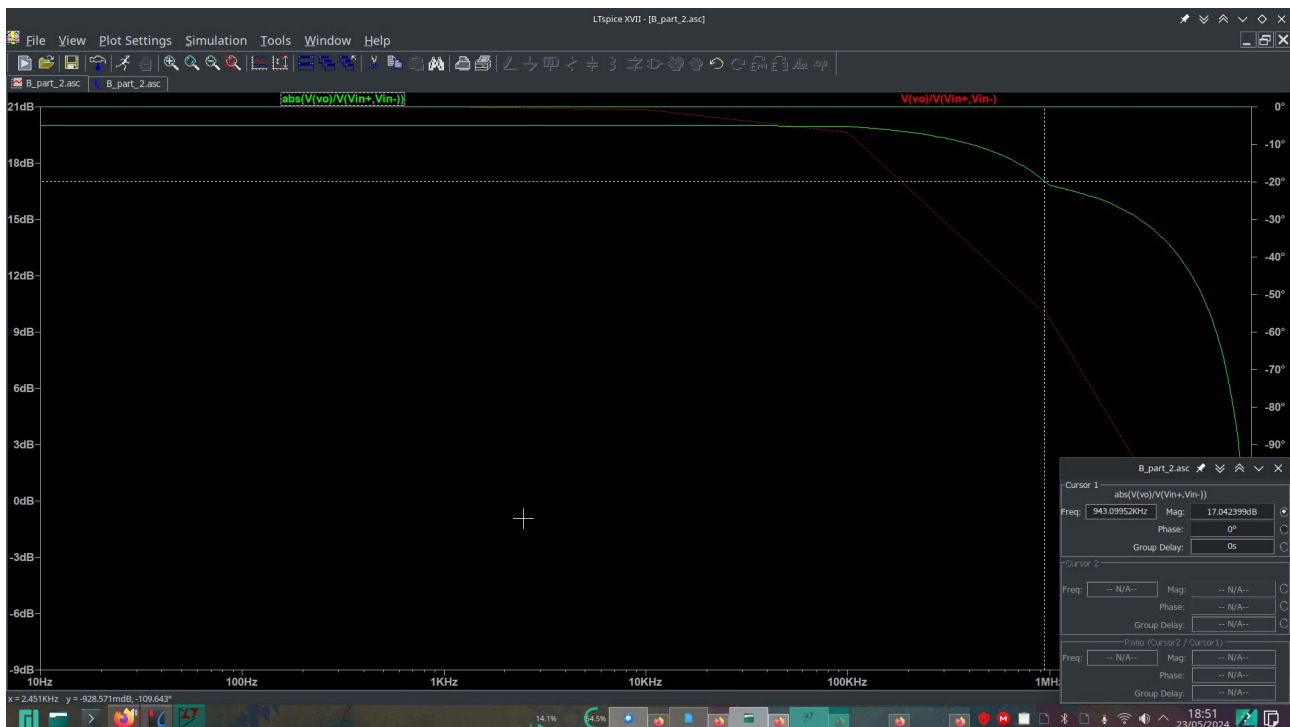 LTspice XVII - [B_part_2.asc]
File View Plot Settings Simulation Tools Window Help
B_part_2.asc B_part_2.asc
abs(V(vo)/V(Vin+,Vin-)) V(vo)/V(Vin+,Vin-)
21dB 0°
-10°
18dB
-20°
15dB -30°
-40°
12dB
-50°
9dB
-60°
6dB -70°
-80°
3dB -90°
B_part_2.asc
0dB
Cursor 1
abs(V(vo)/V(Vin+,Vin-))
Freq: 943.09952KHz Mag: 17.042399dB
Phase: 0°
Group Delay: 0s
-3dB
Cursor 2
Freq: -- N/A-- Mag: -- N/A--
Phase: -- N/A--
Group Delay: -- N/A--
-6dB
Ratio (Cursor2 / Cursor1)
Freq: -- N/A-- Mag: -- N/A--
Phase: -- N/A--
Group Delay: -- N/A--
-9dB
10Hz 100Hz 1KHz 10KHz 100KHz
x = 2.451KHz y = -928.571mdB, -109.643°
14.1% 54.5% 18:51
23/05/2024